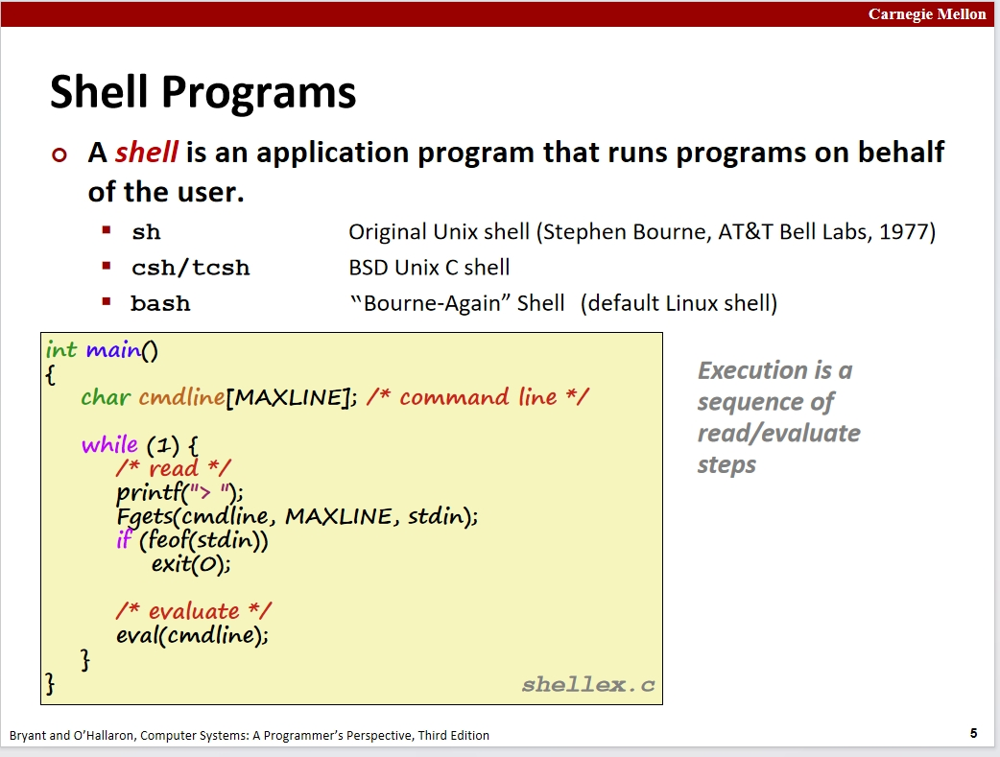 Carnegie Mellon
Shell Programs
A shell is an application program that runs programs on behalf
of the user.
sh Original Unix shell (Stephen Bourne, AT&T Bell Labs, 1977)
csh/tcsh BSD Unix C shell
bash “Bourne-Again” Shell (default Linux shell)
int main()
{
char cmdline[MAXLINE]; /* command line */
while (1) {
/* read */
printf("> ");
Fgets(cmdline, MAXLINE, stdin);
if (feof(stdin))
exit(0);
/* evaluate */
eval(cmdline);
}
}
shellex.c
Execution is a
sequence of
read/evaluate
steps
Bryant and O’Hallaron, Computer Systems: A Programmer’s Perspective, Third Edition
5